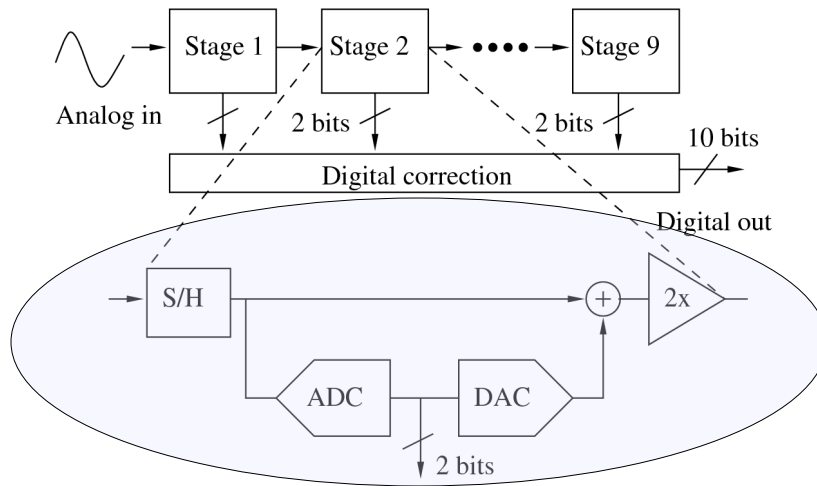 Stage 1
Stage 2
Stage 9
Analog in
2 bits
2 bits
10 bits
Digital correction
Digital out
S/H
+
2x
ADC
DAC
2 bits